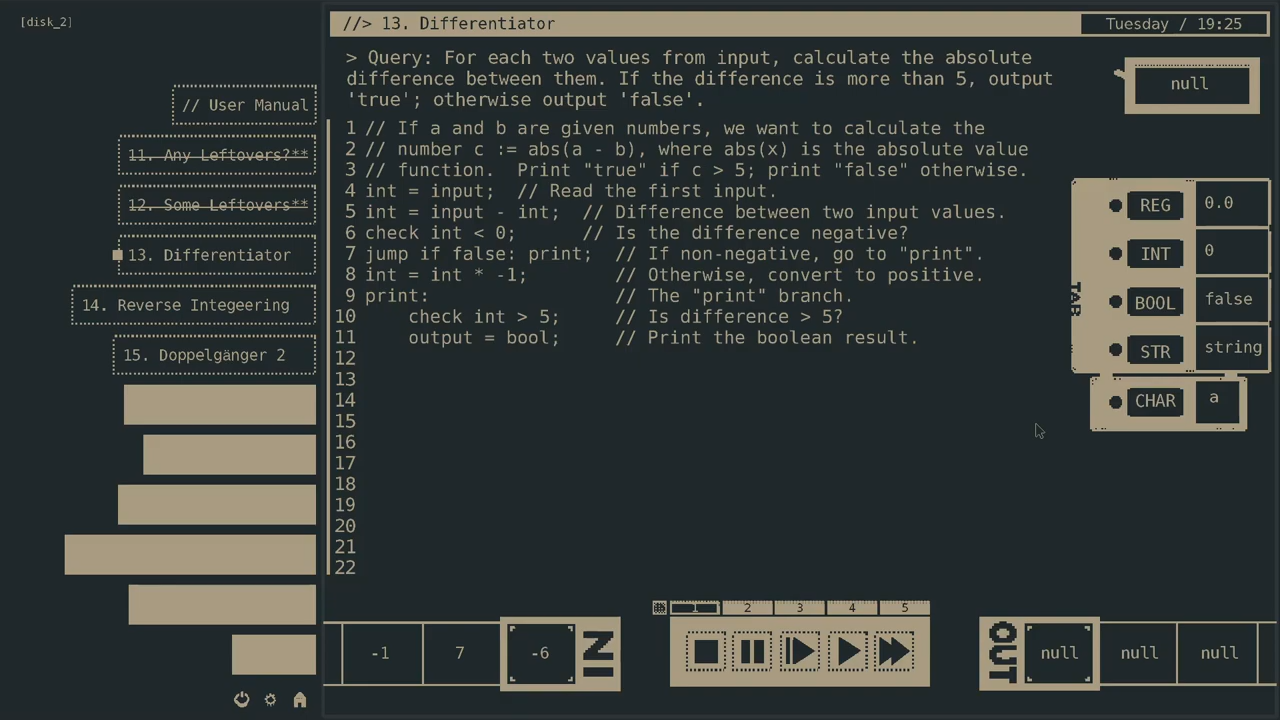 [disk_2]
//> 13. Differentiator
Tuesday / 19:25
> Query: For each two values from input, calculate the absolute
difference between them. If the difference is more than 5, output
'true'; otherwise output 'false'.
null
// User Manual
11. Any Leftovers?**
12. Some Leftovers**
13. Differentiator
14. Reverse Integeering
15. Doppelgänger 2
1 // If a and b are given numbers, we want to calculate the
2 // number c := abs(a - b), where abs(x) is the absolute value
3 // function.  Print "true" if c > 5; print "false" otherwise.
4 int = input;  // Read the first input.
5 int = input - int;  // Difference between two input values.
6 check int < 0;      // Is the difference negative?
7 jump if false: print;  // If non-negative, go to "print".
8 int = int * -1;        // Otherwise, convert to positive.
9 print:                 // The "print" branch.
10     check int > 5;     // Is difference > 5?
11     output = bool;     // Print the boolean result.
12
13
14
15
16
17
18
19
20
21
22
TAB
REG 0.0
INT 0
BOOL false
STR string
CHAR a
1 2 3 4 5
-1 7 -6 IN
OUT null null null